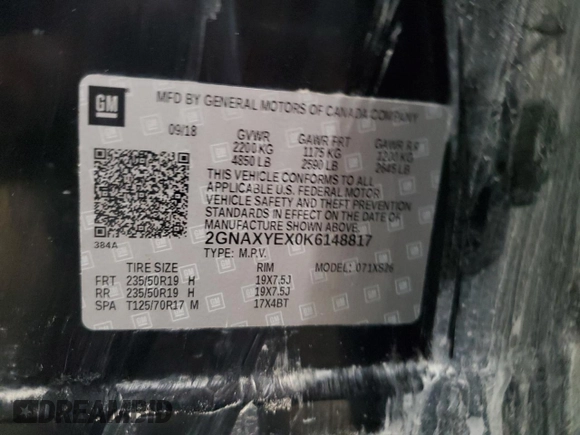 GM
MFD BY GENERAL MOTORS OF CANADA COMPANY
09/18 GVWR GAWR FRT GAWR RR
2200 KG 1175 KG 1200 KG
4850 LB 2590 LB 2645 LB
THIS VEHICLE CONFORMS TO ALL
APPLICABLE U.S. FEDERAL MOTOR
VEHICLE SAFETY AND THEFT PREVENTION
STANDARDS IN EFFECT ON THE DATE OF
MANUFACTURE SHOWN ABOVE.
2GNAXYEX0K6148817
384A
TYPE: M.P.V. MODEL: 071XS26
TIRE SIZE RIM
FRT 235/50R19 H 19X7.5J
RR 235/50R19 H 19X7.5J
SPA T125/70R17 M 17X4BT
DREAMBID